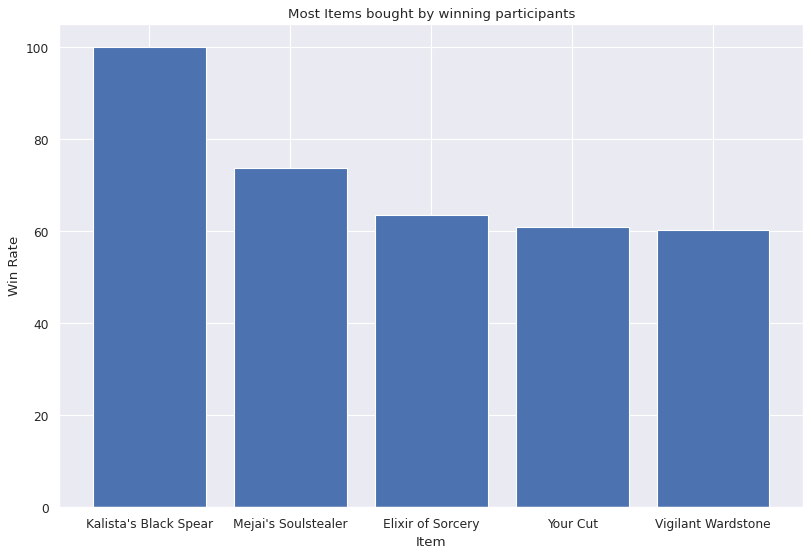 Most Items bought by winning participants
Win Rate
100
80
60
40
20
0
Kalista's Black Spear
Mejai's Soulstealer
Elixir of Sorcery
Your Cut
Vigilant Wardstone
Item